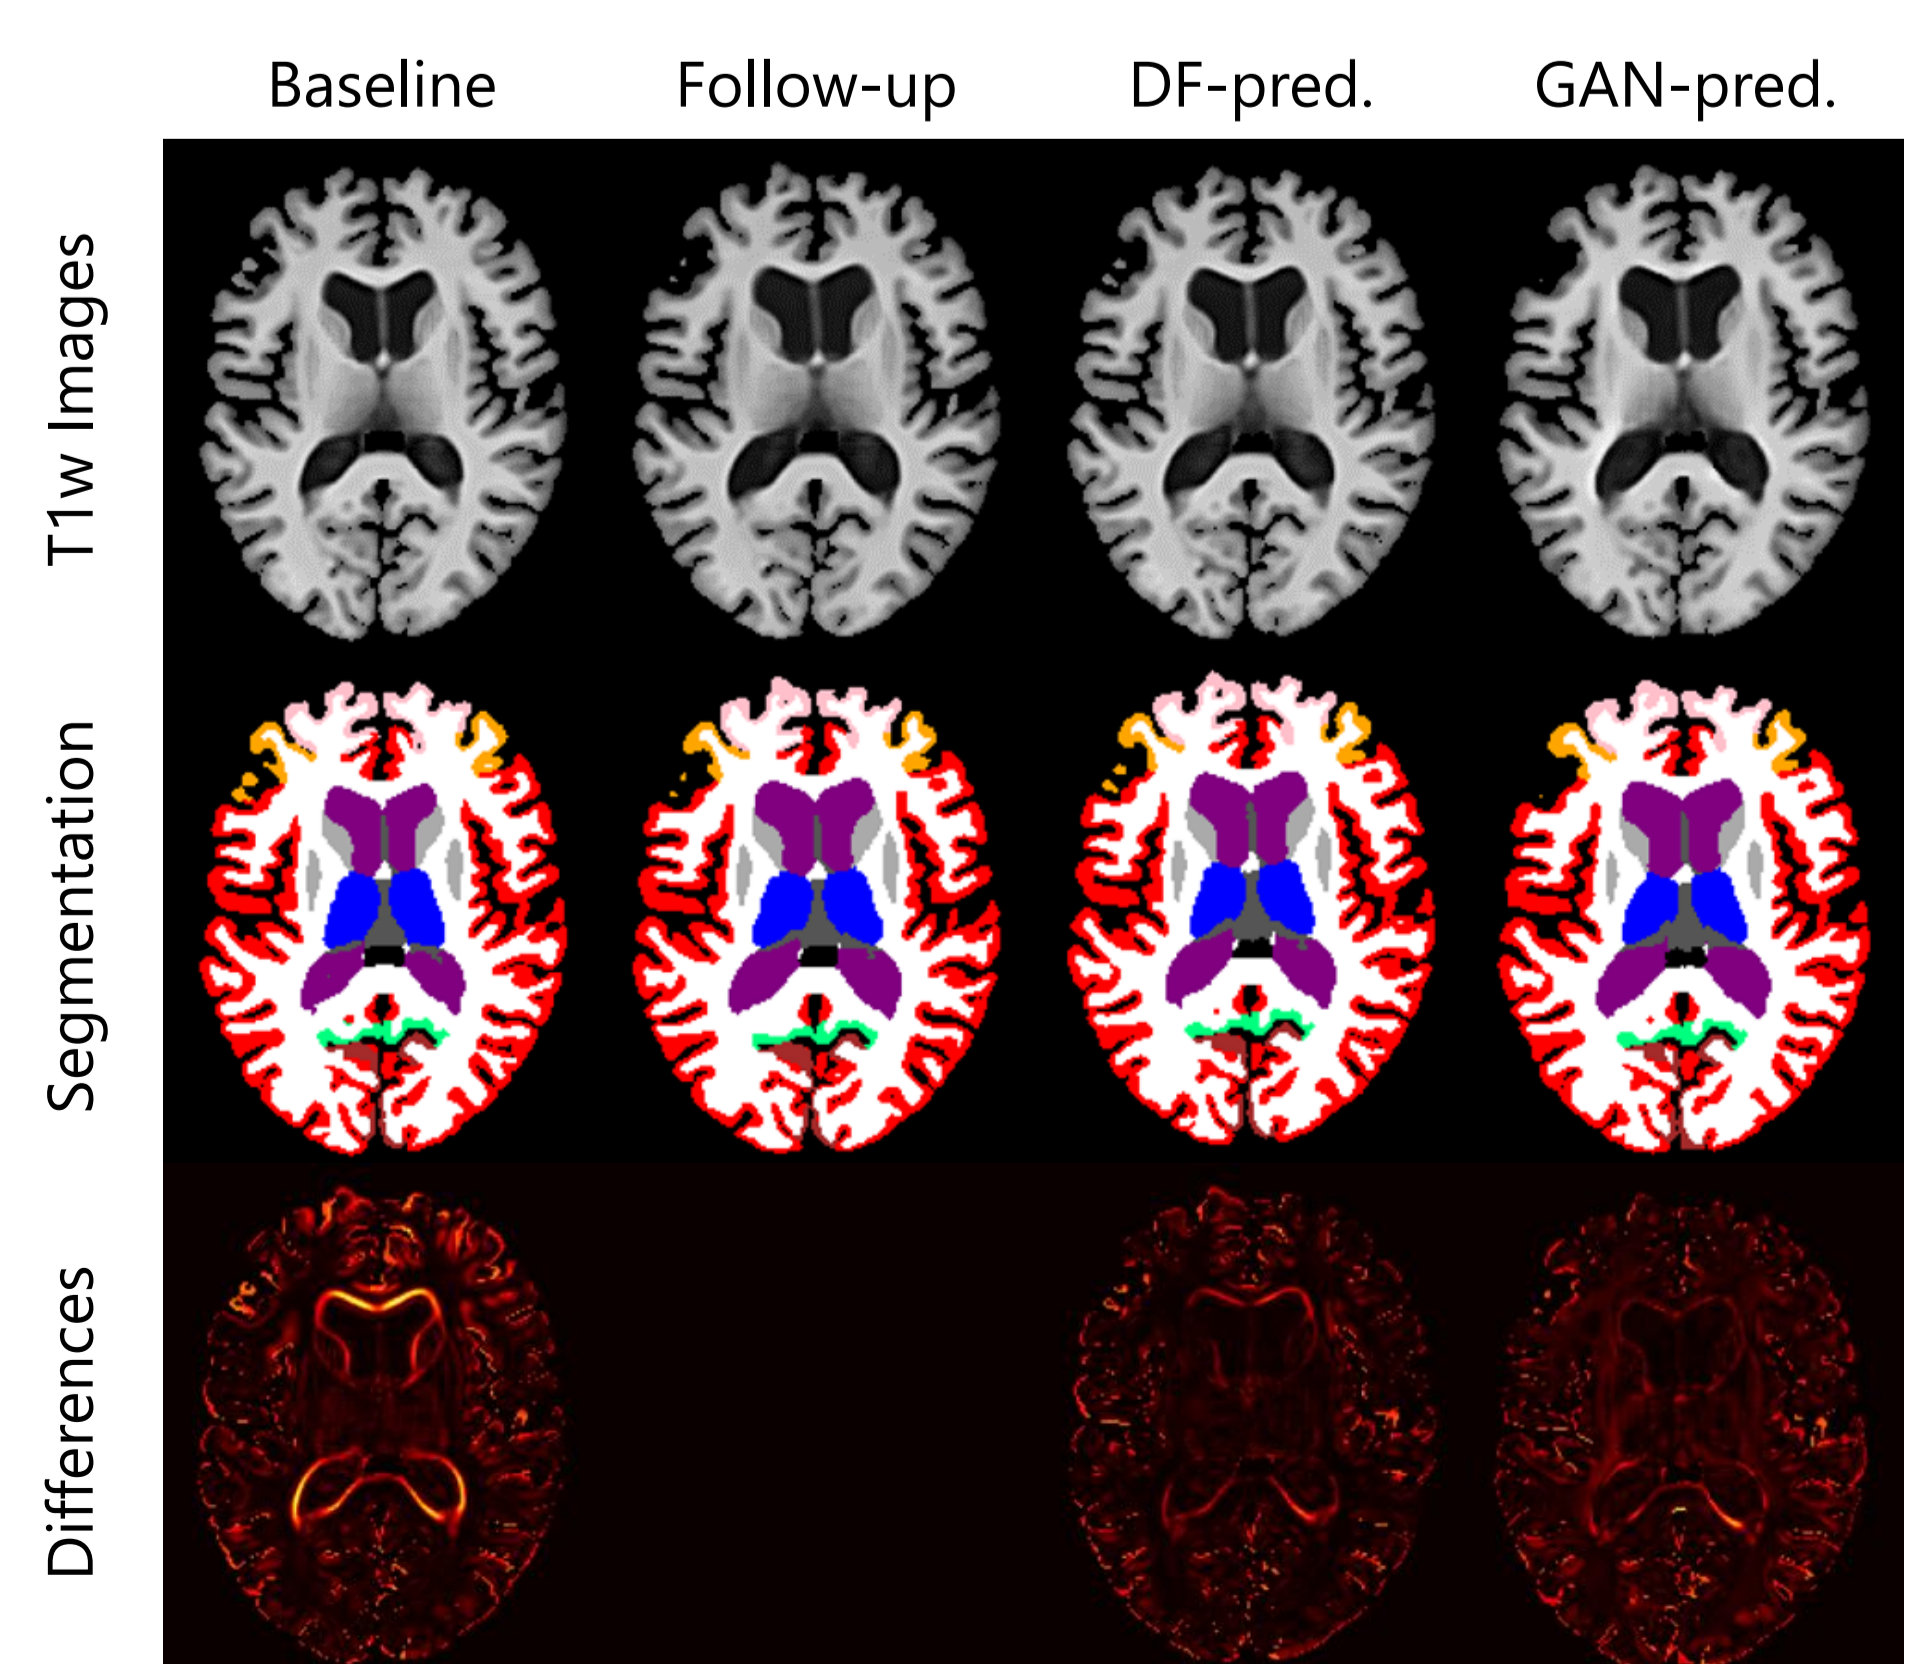 Baseline
Follow-up
DF-pred.
GAN-pred.
T1w Images
Segmentation
Differences